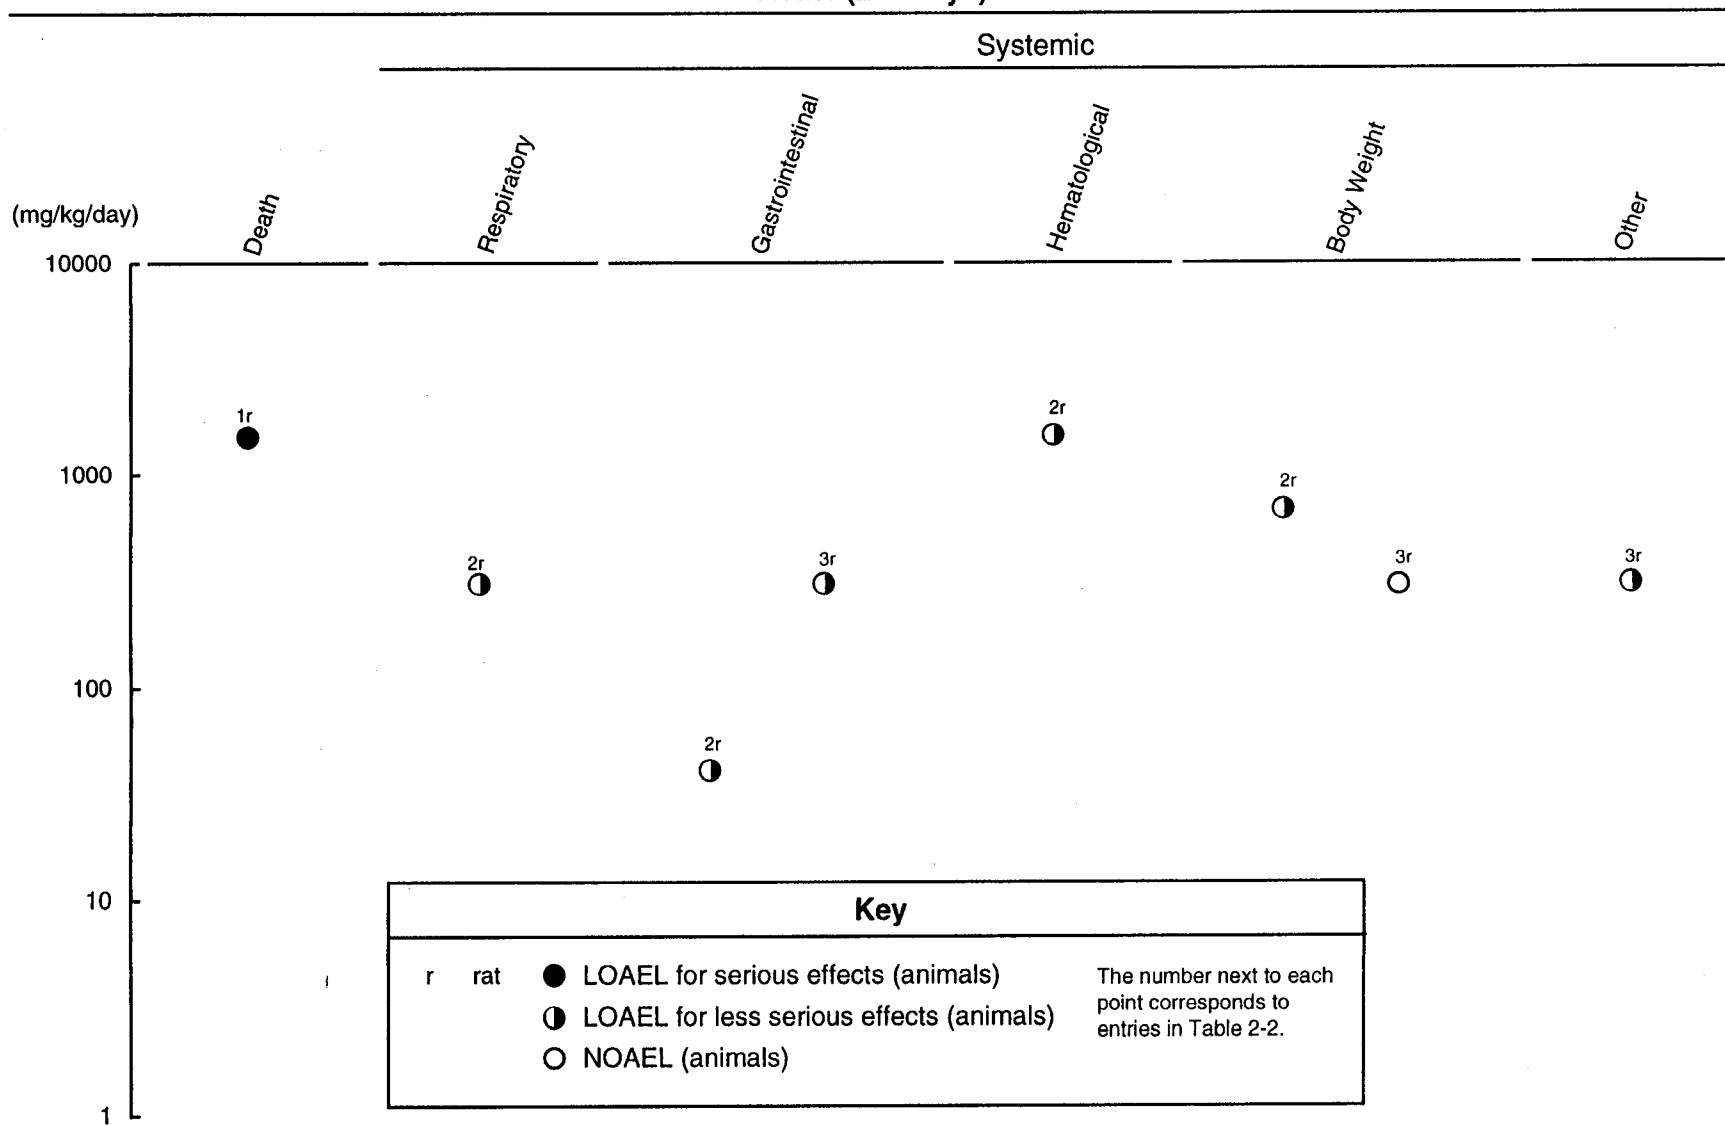 Systemic
(mg/kg/day)
Death
Respiratory
Gastrointestinal
Hematological
Body Weight
Other
10000
1r
2r
1000
2r
2r
3r
3r
3r
100
2r
10
Key
r rat LOAEL for serious effects (animals)
LOAEL for less serious effects (animals)
NOAEL (animals)
The number next to each
point corresponds to
entries in Table 2-2.
1